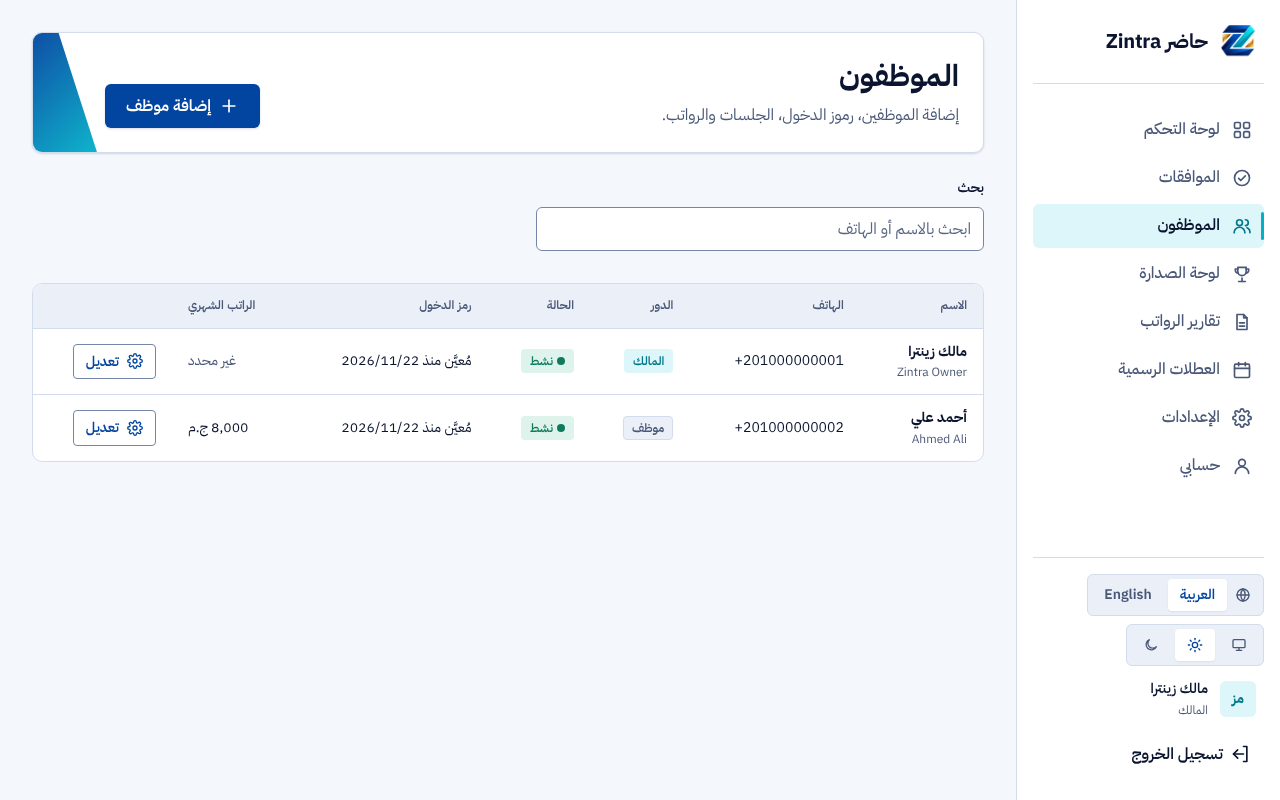 حاضر Zintra
لوحة التحكم
الموافقات
الموظفون
لوحة الصدارة
تقارير الرواتب
العطلات الرسمية
الإعدادات
حسابي
العربية English
مز
مالك زينترا
المالك
تسجيل الخروج
الموظفون
إضافة الموظفين، رموز الدخول، الجلسات والرواتب.
إضافة موظف
بحث
ابحث بالاسم أو الهاتف
الاسم الهاتف الدور الحالة رمز الدخول الراتب الشهري
مالك زينترا +201000000001 المالك نشط مُعيَّن منذ 2026/11/22 غير محدد تعديل
Zintra Owner
أحمد علي +201000000002 موظف نشط مُعيَّن منذ 2026/11/22 8,000 ج.م تعديل
Ahmed Ali